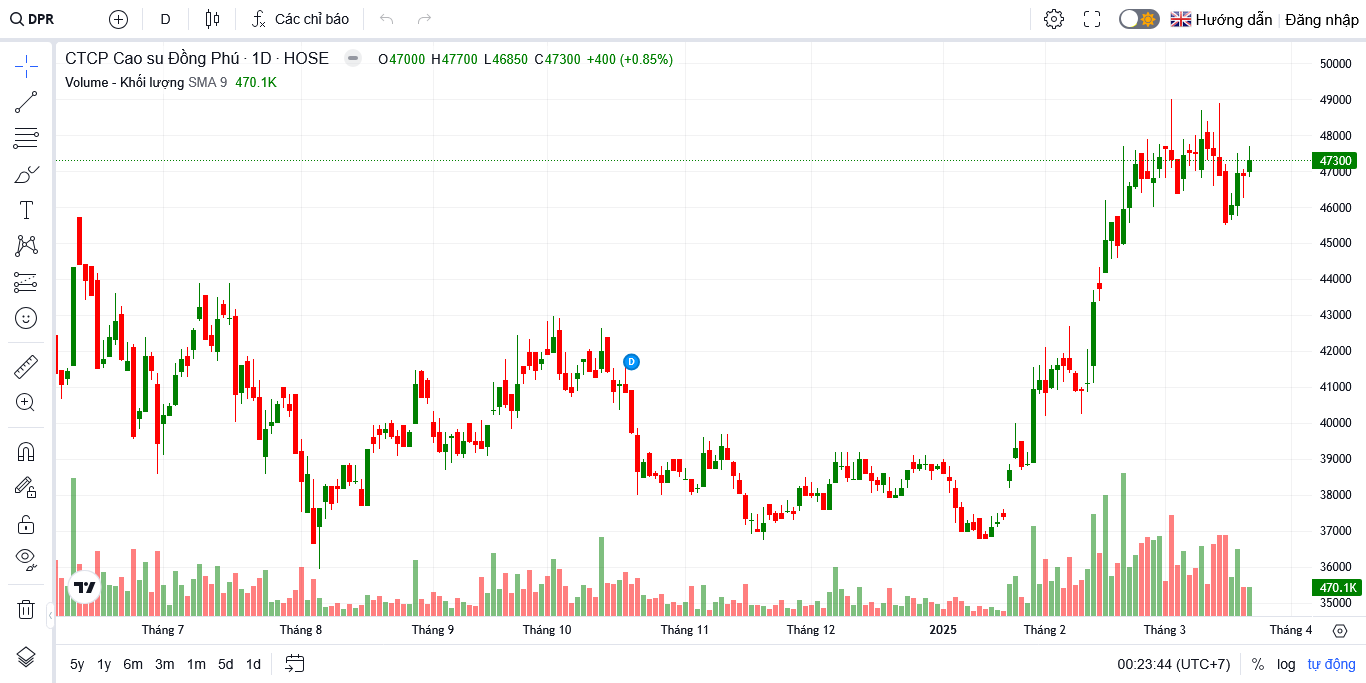 DPR D Các chỉ báo Hướng dẫn Đăng nhập
CTCP Cao su Đồng Phú · 1D · HOSE O47000 H47700 L46850 C47300 +400 (+0.85%)
Volume - Khối lượng SMA 9 470.1K
50000
49000
48000
47300
47000
46000
45000
44000
43000
42000
D
41000
40000
39000
38000
37000
36000
470.1K
35000
Tháng 7 Tháng 8 Tháng 9 Tháng 10 Tháng 11 Tháng 12 2025 Tháng 2 Tháng 3 Tháng 4
5y 1y 6m 3m 1m 5d 1d 00:23:44 (UTC+7) % log tự động